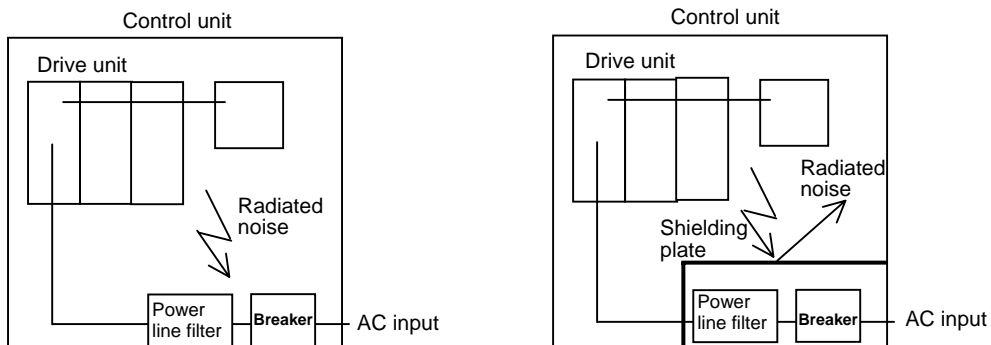 Control unit
Drive unit
Radiated
noise
Power
line filter
Breaker
AC input
Control unit
Drive unit
Radiated
noise
Shielding
plate
Power
line filter
Breaker
AC input